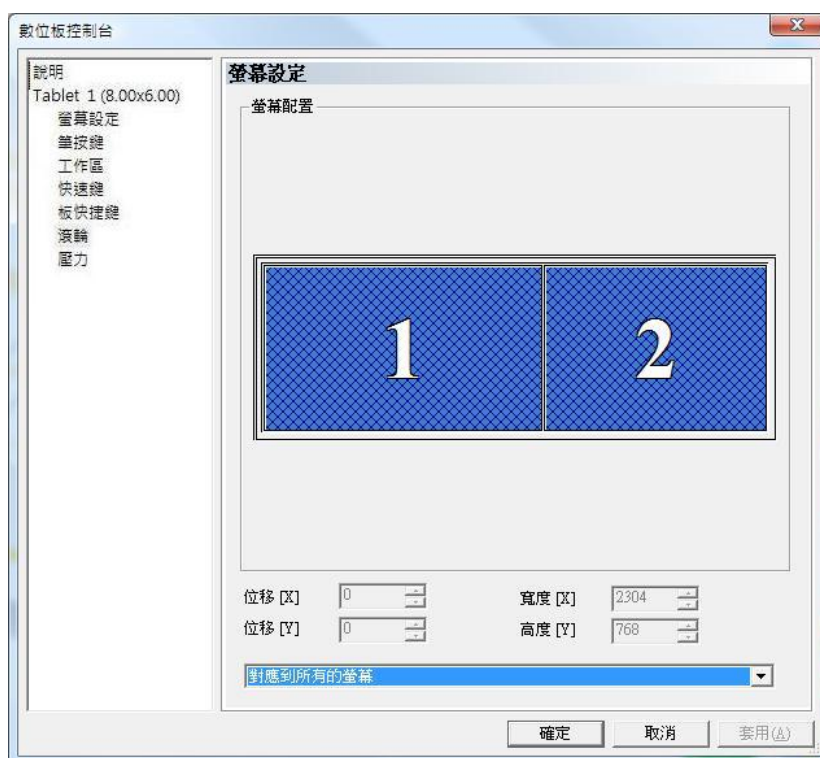 數位板控制台
說明
Tablet 1 (8.00x6.00)
螢幕設定
筆按鍵
工作區
快速鍵
板快捷鍵
滾輪
壓力
螢幕設定
螢幕配置
1
2
位移 [X] 0
寬度 [X] 2304
位移 [Y] 0
高度 [Y] 768
對應到所有的螢幕
確定
取消
套用(A)